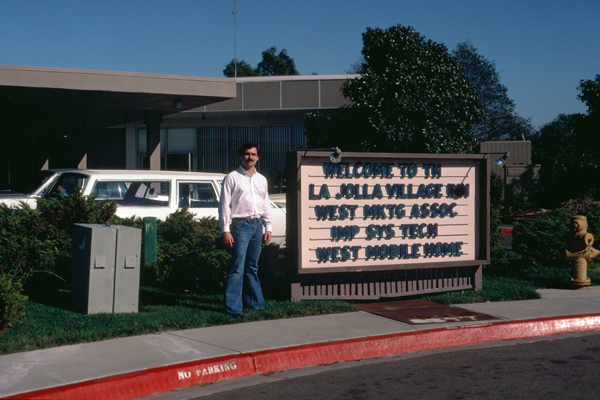 WELCOME TO TH
LA JOLLA VILLAGE INN
WEST MKTG ASSOC
IMP SYS TECH
WEST MOBILE HOME
NO PARKING